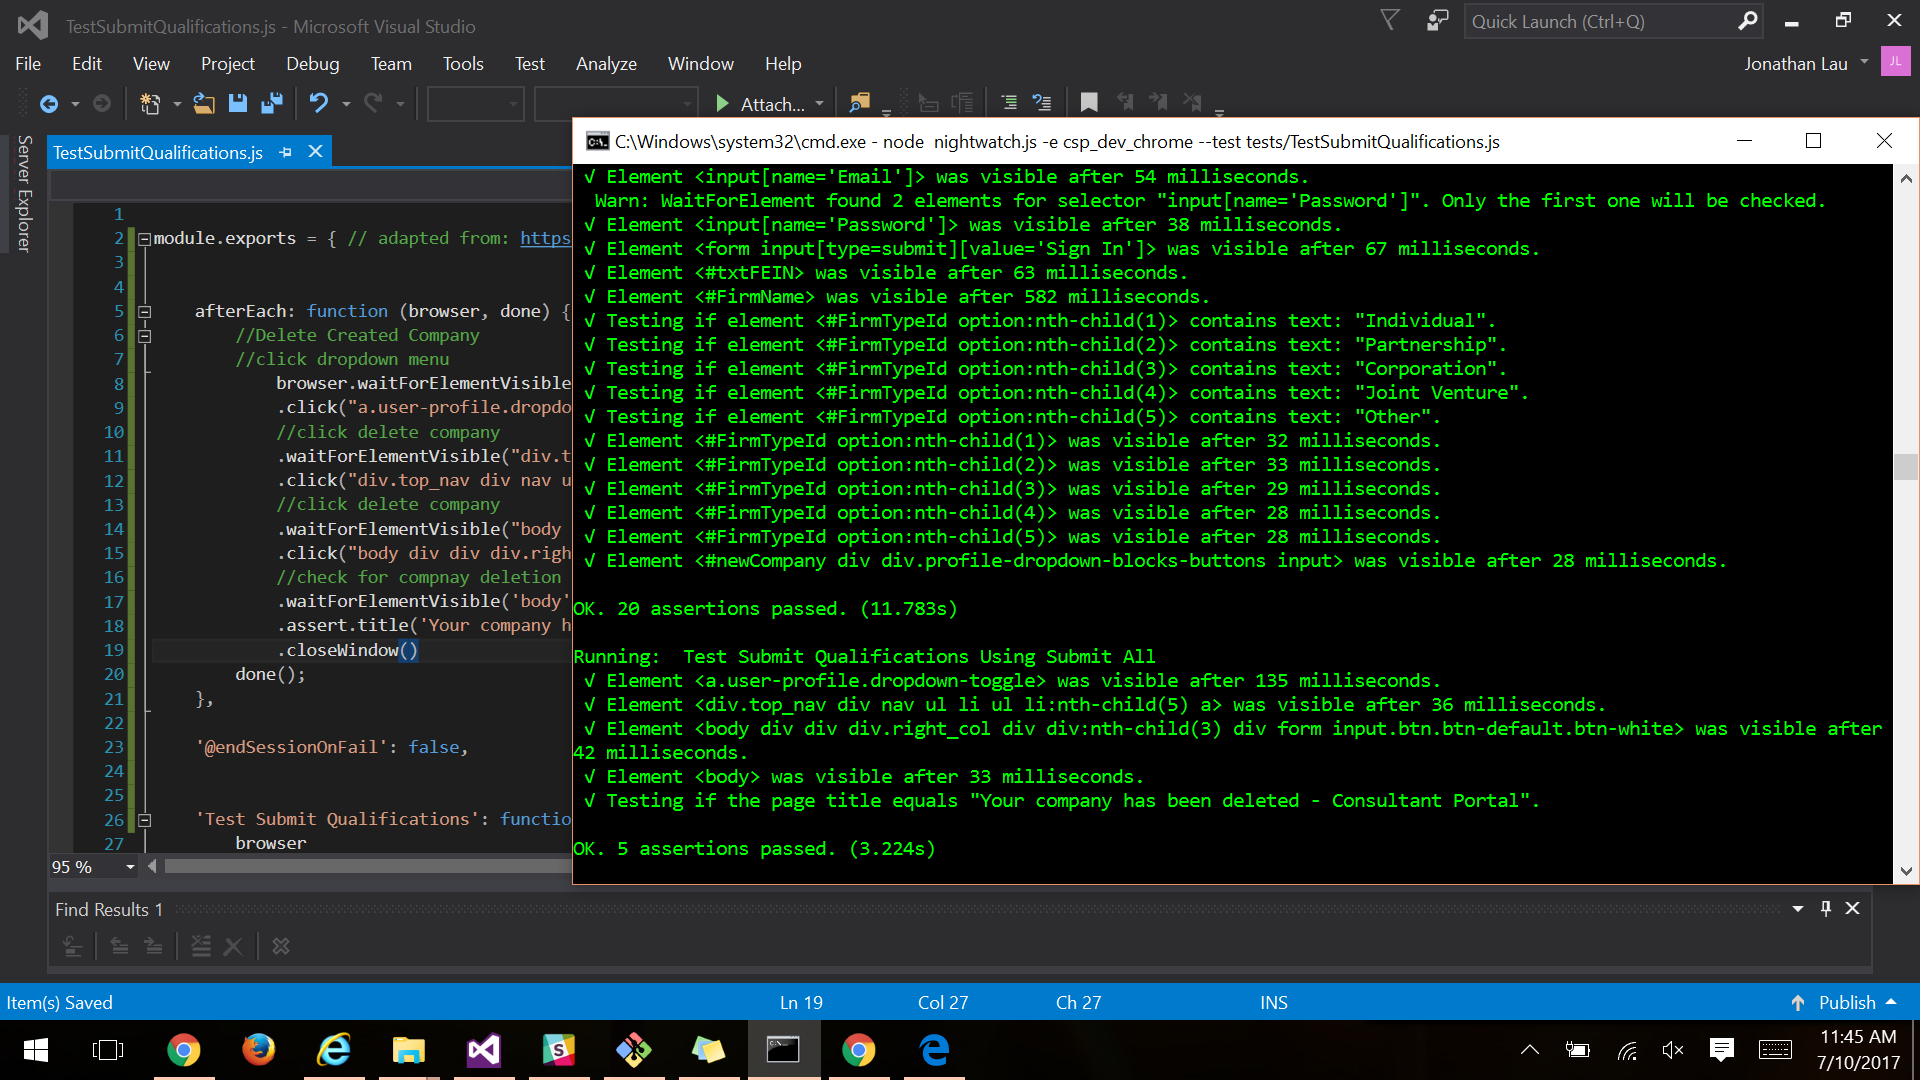 TestSubmitQualifications.js - Microsoft Visual Studio
Quick Launch (Ctrl+Q)
File Edit View Project Debug Team Tools Test Analyze Window Help
Jonathan Lau JL
Attach...
Server Explorer
TestSubmitQualifications.js
1
2 module.exports = { // adapted from: https
3
4
5 afterEach: function (browser, done) {
6 //Delete Created Company
7 //click dropdown menu
8 browser.waitForElementVisible
9 .click("a.user-profile.dropdo
10 //click delete company
11 .waitForElementVisible("div.t
12 .click("div.top_nav div nav u
13 //click delete company
14 .waitForElementVisible("body
15 .click("body div div div.righ
16 //check for compnay deletion
17 .waitForElementVisible('body'
18 .assert.title('Your company h
19 .closeWindow()
20 done();
21 },
22
23 '@endSessionOnFail': false,
24
25
26 'Test Submit Qualifications': functio
27 browser
95 %
C:\Windows\system32\cmd.exe - node  nightwatch.js -e csp_dev_chrome --test tests/TestSubmitQualifications.js
√ Element <input[name='Email']> was visible after 54 milliseconds.
Warn: WaitForElement found 2 elements for selector "input[name='Password']". Only the first one will be checked.
√ Element <input[name='Password']> was visible after 38 milliseconds.
√ Element <form input[type=submit][value='Sign In']> was visible after 67 milliseconds.
√ Element <#txtFEIN> was visible after 63 milliseconds.
√ Element <#FirmName> was visible after 582 milliseconds.
√ Testing if element <#FirmTypeId option:nth-child(1)> contains text: "Individual".
√ Testing if element <#FirmTypeId option:nth-child(2)> contains text: "Partnership".
√ Testing if element <#FirmTypeId option:nth-child(3)> contains text: "Corporation".
√ Testing if element <#FirmTypeId option:nth-child(4)> contains text: "Joint Venture".
√ Testing if element <#FirmTypeId option:nth-child(5)> contains text: "Other".
√ Element <#FirmTypeId option:nth-child(1)> was visible after 32 milliseconds.
√ Element <#FirmTypeId option:nth-child(2)> was visible after 33 milliseconds.
√ Element <#FirmTypeId option:nth-child(3)> was visible after 29 milliseconds.
√ Element <#FirmTypeId option:nth-child(4)> was visible after 28 milliseconds.
√ Element <#FirmTypeId option:nth-child(5)> was visible after 28 milliseconds.
√ Element <#newCompany div div.profile-dropdown-blocks-buttons input> was visible after 28 milliseconds.
OK. 20 assertions passed. (11.783s)
Running:  Test Submit Qualifications Using Submit All
√ Element <a.user-profile.dropdown-toggle> was visible after 135 milliseconds.
√ Element <div.top_nav div nav ul li ul li:nth-child(5) a> was visible after 36 milliseconds.
√ Element <body div div div.right_col div div:nth-child(3) div form input.btn.btn-default.btn-white> was visible after
42 milliseconds.
√ Element <body> was visible after 33 milliseconds.
√ Testing if the page title equals "Your company has been deleted - Consultant Portal".
OK. 5 assertions passed. (3.224s)
Find Results 1
Item(s) Saved Ln 19 Col 27 Ch 27 INS Publish
11:45 AM
7/10/2017